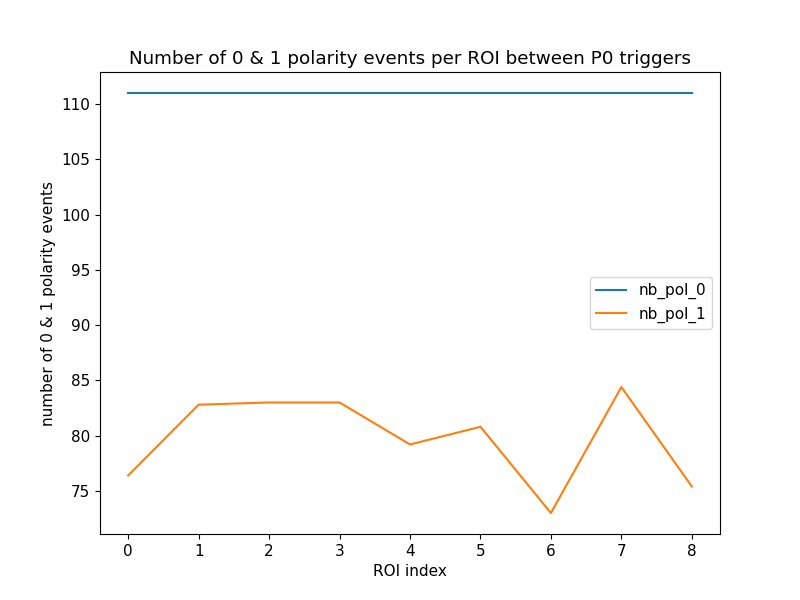 Number of 0 & 1 polarity events per ROI between P0 triggers
number of 0 & 1 polarity events
110
105
100
95
90
85
80
75
nb_pol_0
nb_pol_1
0 1 2 3 4 5 6 7 8
ROI index